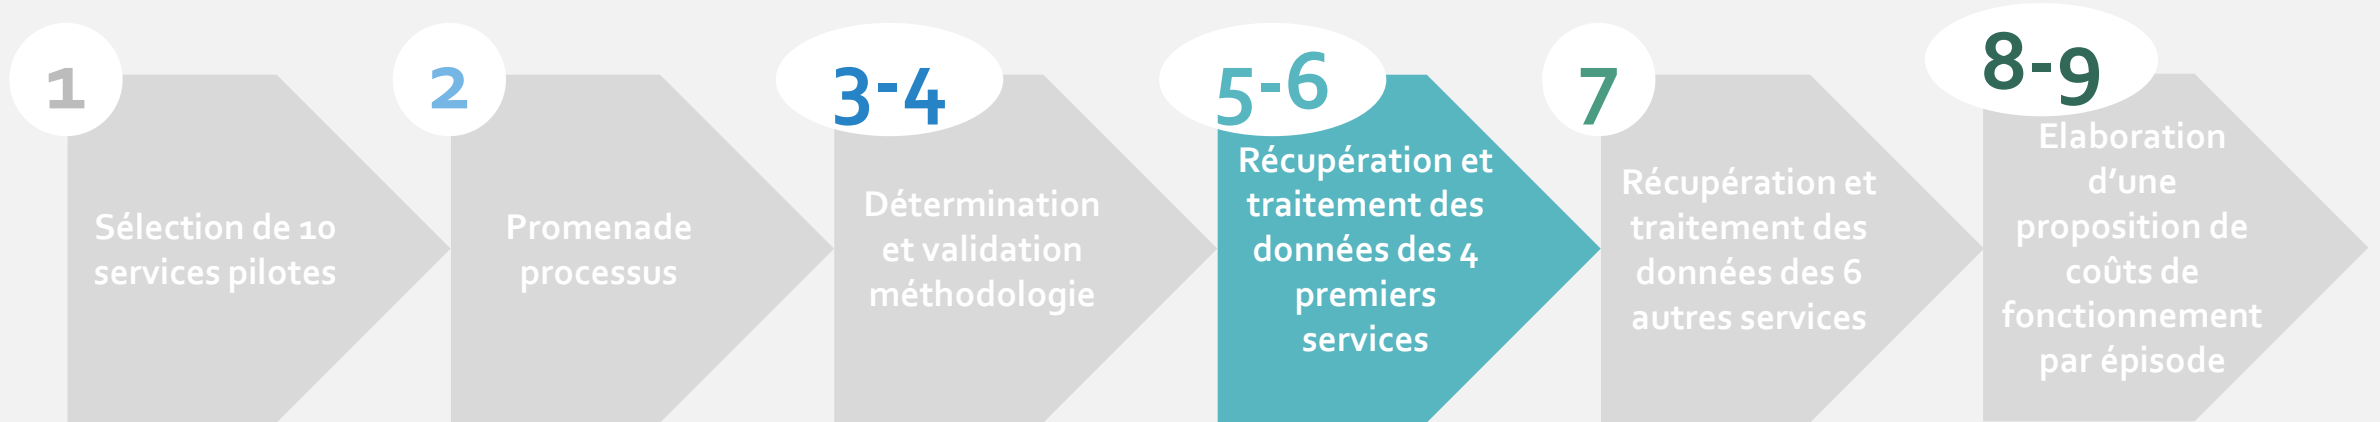 1
Sélection de 10
services pilotes
2
Promenade
processus
3-4
Détermination
et validation
méthodologie
5-6
Récupération et
traitement des
données des 4
premiers
services
7
Récupération et
traitement des
données des 6
autres services
8-9
Elaboration
d’une
proposition de
coûts de
fonctionnement
par épisode